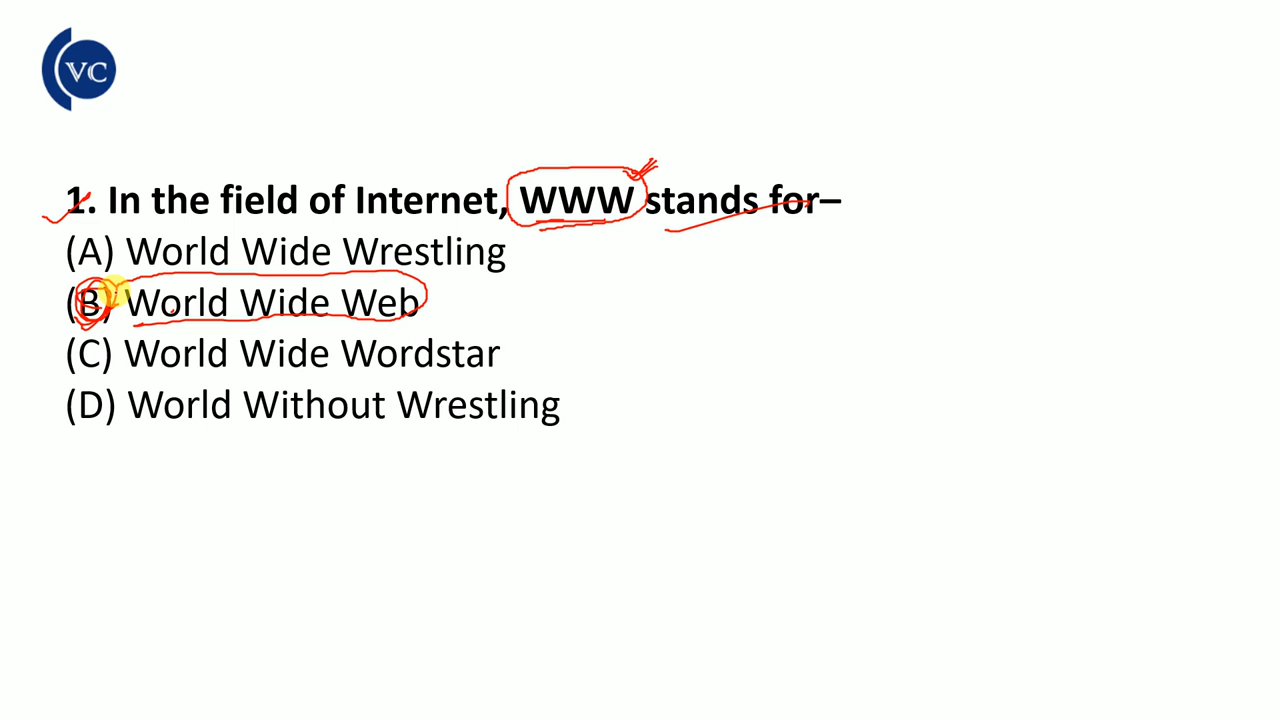 VC
1. In the field of Internet, WWW stands for–
(A) World Wide Wrestling
(B) World Wide Web
(C) World Wide Wordstar
(D) World Without Wrestling